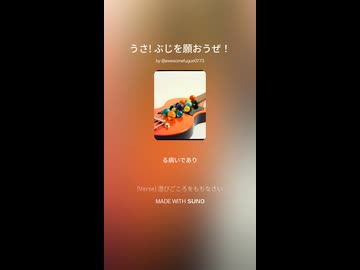 うさ! ぶじを願おうぜ！
by @awesomefugue0773
る病いであり
(Verse) 遊びごころをもちなさい
MADE WITH SUNO